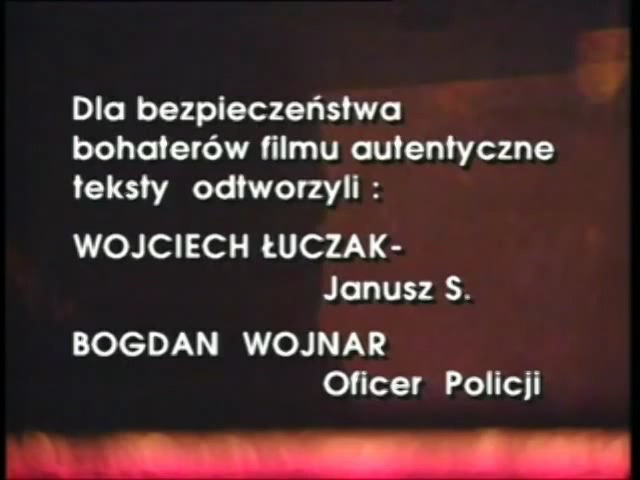 Dla bezpieczeństwa
bohaterów filmu autentyczne
teksty odtworzyli :
WOJCIECH ŁUCZAK-
Janusz S.
BOGDAN WOJNAR
Oficer Policji